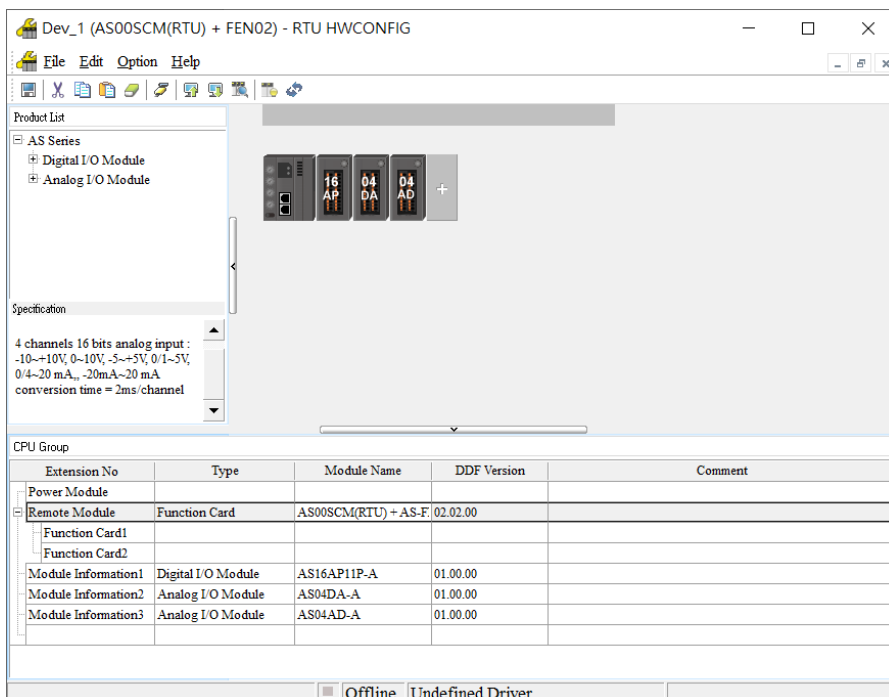 Dev_1 (AS00SCM(RTU) + FEN02) - RTU HWCONFIG
File Edit Option Help
Product List
AS Series
Digital I/O Module
Analog I/O Module
16 AP
04 DA
04 AD
+
Specification
4 channels 16 bits analog input :
-10~+10V, 0~10V, -5~+5V, 0/1~5V,
0/4~20 mA,, -20mA~20 mA
conversion time = 2ms/channel
CPU Group
Extension No Type Module Name DDF Version Comment
Power Module
Remote Module Function Card AS00SCM(RTU) + AS-F. 02.02.00
Function Card1
Function Card2
Module Information1 Digital I/O Module AS16AP11P-A 01.00.00
Module Information2 Analog I/O Module AS04DA-A 01.00.00
Module Information3 Analog I/O Module AS04AD-A 01.00.00
Offline Undefined Driver